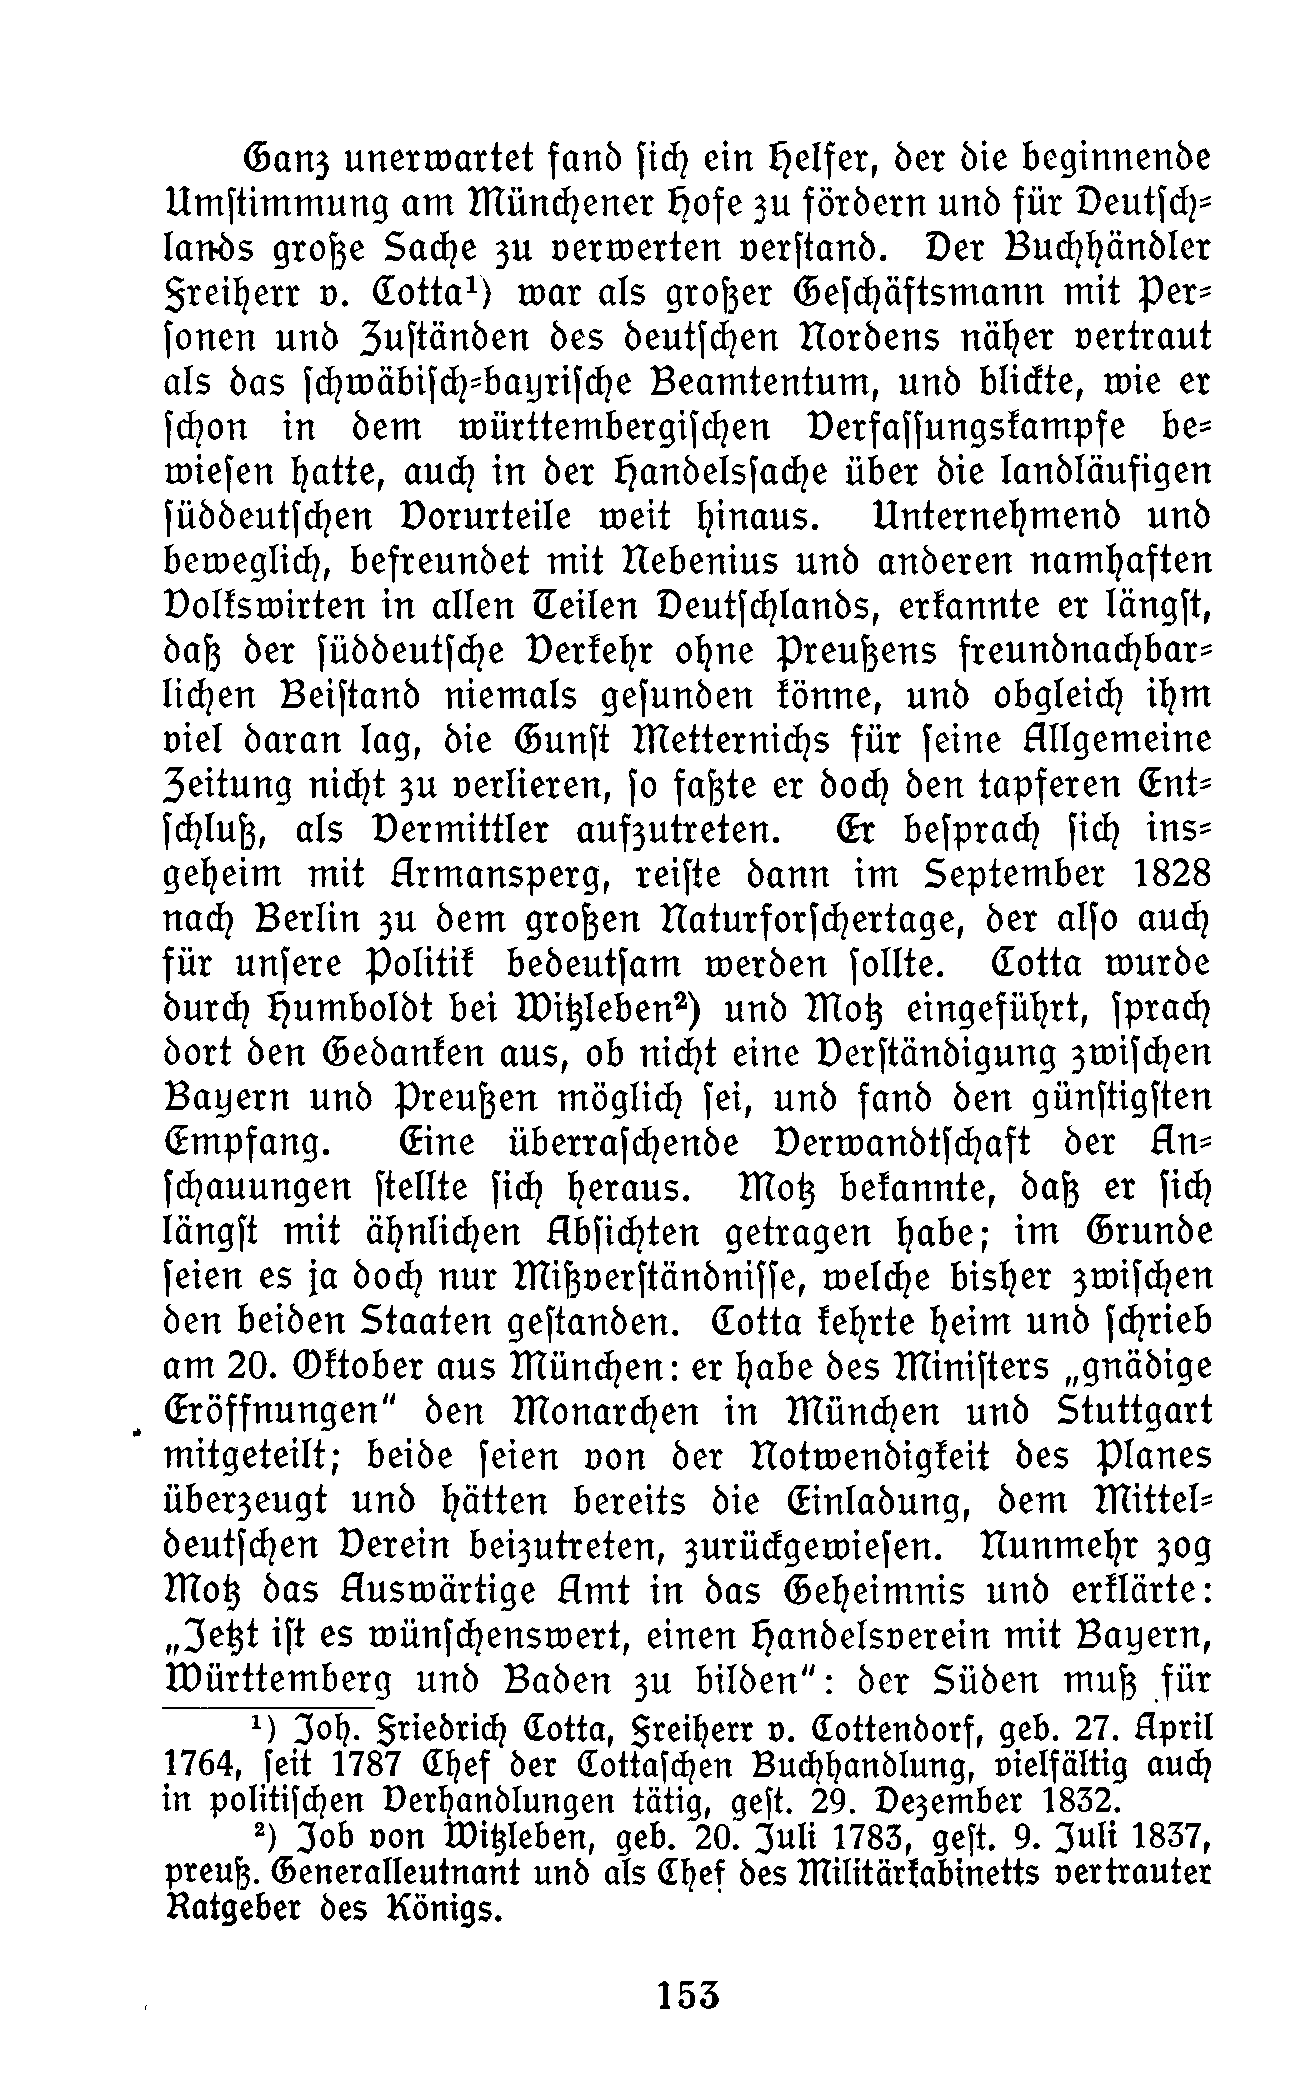 Ganz unerwartet fand ſich ein Helfer, der die beginnende
Umſtimmung am Münchener Hofe zu fördern und für Deutſch-
lands große Sache zu verwerten verſtand. Der Buchhändler
Freiherr v. Cotta¹) war als großer Geſchäftsmann mit Per-
ſonen und Zuſtänden des deutſchen Nordens näher vertraut
als das ſchwäbiſch-bayriſche Beamtentum, und blickte, wie er
ſchon in dem württembergiſchen Verfaſſungskampfe be-
wieſen hatte, auch in der Handelsſache über die landläufigen
ſüddeutſchen Vorurteile weit hinaus. Unternehmend und
beweglich, befreundet mit Nebenius und anderen namhaften
Volkswirten in allen Teilen Deutſchlands, erkannte er längſt,
daß der ſüddeutſche Verkehr ohne Preußens freundnachbar-
lichen Beiſtand niemals geſunden könne, und obgleich ihm
viel daran lag, die Gunſt Metternichs für ſeine Allgemeine
Zeitung nicht zu verlieren, ſo faßte er doch den tapferen Ent-
ſchluß, als Vermittler aufzutreten. Er beſprach ſich ins-
geheim mit Armansperg, reiſte dann im September 1828
nach Berlin zu dem großen Naturforſchertage, der alſo auch
für unſere Politik bedeutſam werden ſollte. Cotta wurde
durch Humboldt bei Witzleben²) und Motz eingeführt, ſprach
dort den Gedanken aus, ob nicht eine Verſtändigung zwiſchen
Bayern und Preußen möglich ſei, und fand den günſtigſten
Empfang. Eine überraſchende Verwandtſchaft der An-
ſchauungen ſtellte ſich heraus. Motz bekannte, daß er ſich
längſt mit ähnlichen Abſichten getragen habe; im Grunde
ſeien es ja doch nur Mißverſtändniſſe, welche bisher zwiſchen
den beiden Staaten geſtanden. Cotta kehrte heim und ſchrieb
am 20. Oktober aus München: er habe des Miniſters „gnädige
Eröffnungen“ den Monarchen in München und Stuttgart
mitgeteilt; beide ſeien von der Notwendigkeit des Planes
überzeugt und hätten bereits die Einladung, dem Mittel-
deutſchen Verein beizutreten, zurückgewieſen. Nunmehr zog
Motz das Auswärtige Amt in das Geheimnis und erklärte:
„Jetzt iſt es wünſchenswert, einen Handelsverein mit Bayern,
Württemberg und Baden zu bilden“: der Süden muß für
¹) Joh. Friedrich Cotta, Freiherr v. Cottendorf, geb. 27. April
1764, ſeit 1787 Chef der Cottaſchen Buchhandlung, vielfältig auch
in politiſchen Verhandlungen tätig, geſt. 29. Dezember 1832.
²) Job von Witzleben, geb. 20. Juli 1783, geſt. 9. Juli 1837,
preuß. Generalleutnant und als Chef des Militärkabinetts vertrauter
Ratgeber des Königs.
153